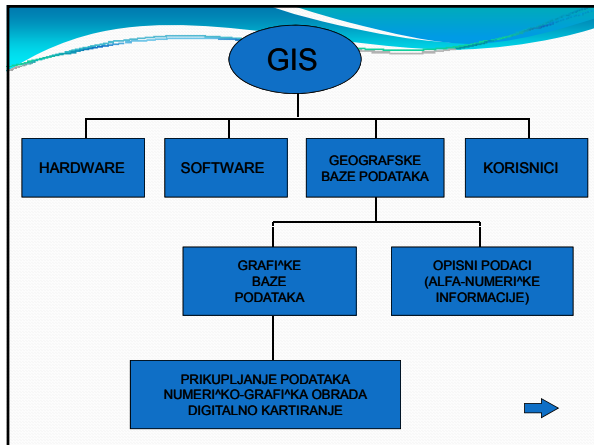 GIS
HARDWARE
SOFTWARE
GEOGRAFSKE
BAZE PODATAKA
KORISNICI
GRAFI^KE
BAZE
PODATAKA
OPISNI PODACI
(ALFA-NUMERI^KE
INFORMACIJE)
PRIKUPLJANJE PODATAKA
NUMERI^KO-GRAFI^KA OBRADA
DIGITALNO KARTIRANJE